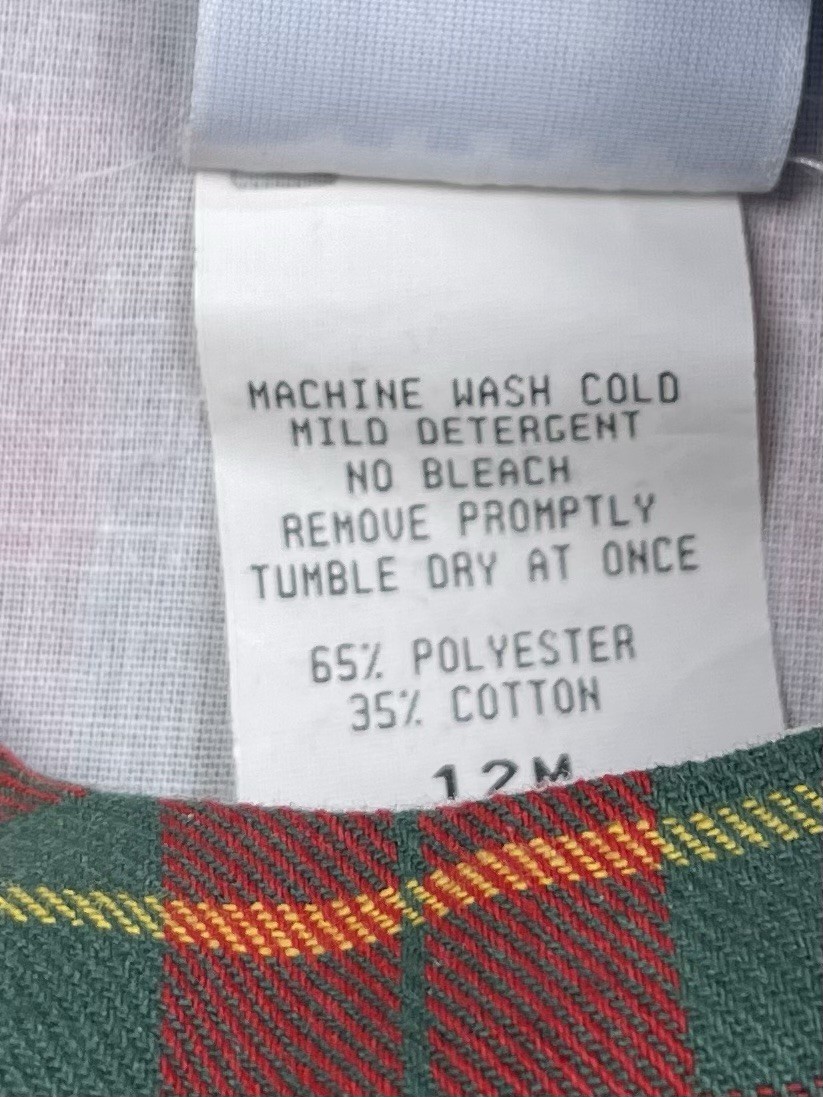 MACHINE WASH COLD
MILD DETERGENT
NO BLEACH
REMOVE PROMPTLY
TUMBLE DRY AT ONCE
65% POLYESTER
35% COTTON
12M